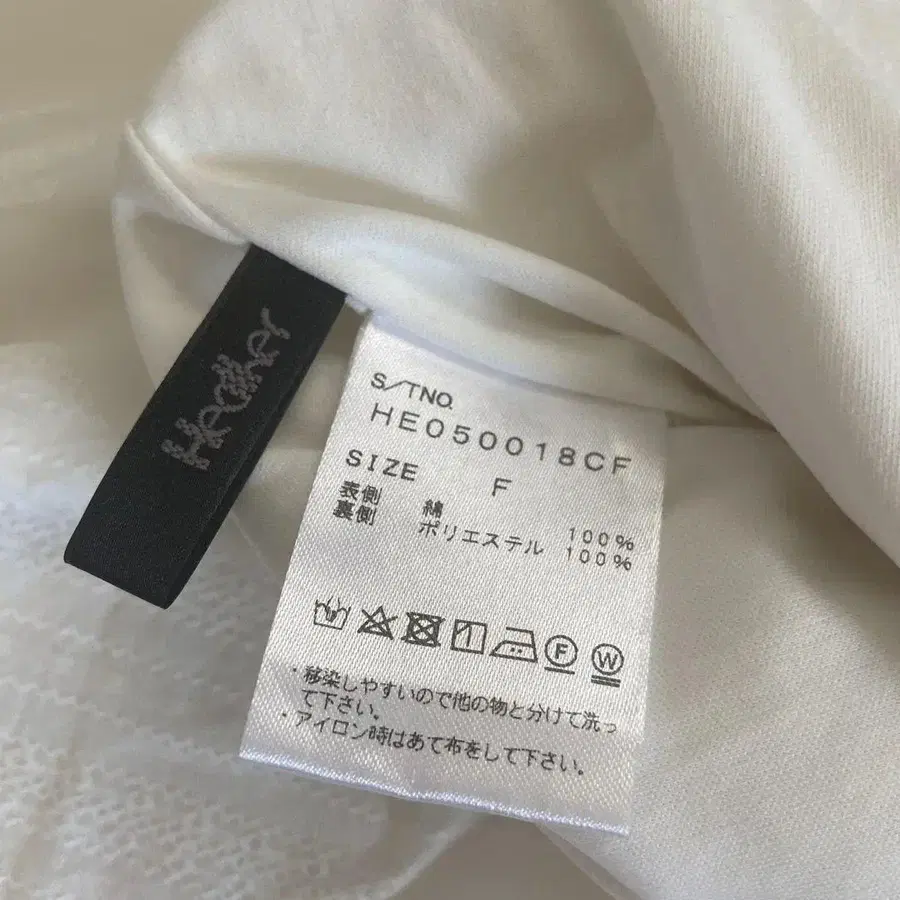 Heather
S/TNO.
HE050018CF
SIZE F
表側 綿 100%
裏側 ポリエステル 100%
F W
・移染しやすいので他の物と分けて洗っ
て下さい。
・アイロン時はあて布をして下さい。